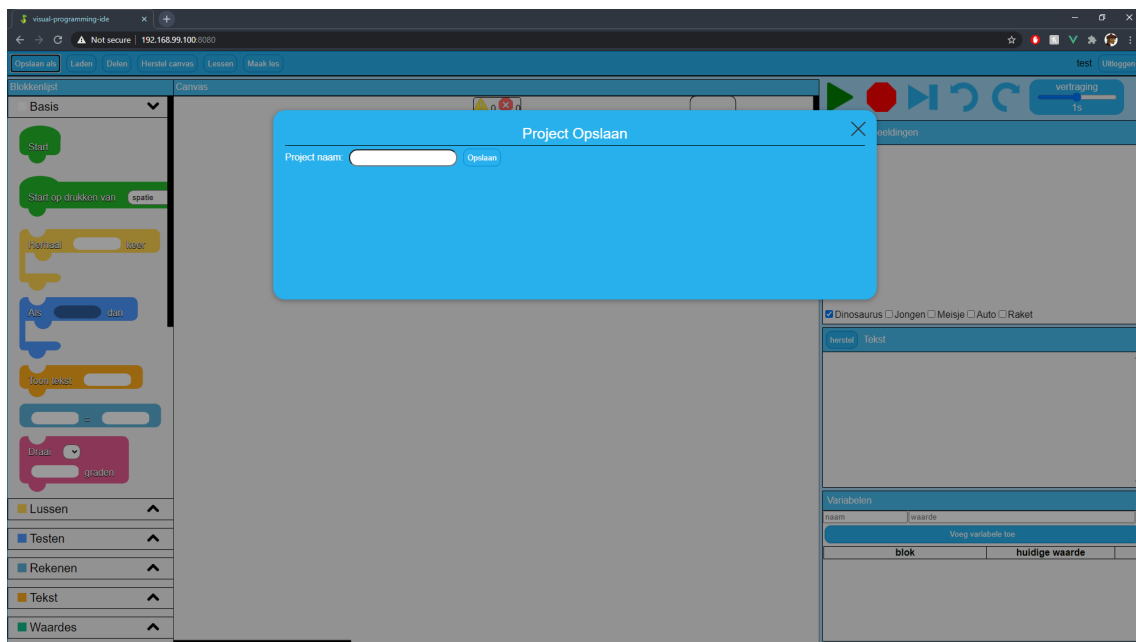 visual-programming-ide
Not secure | 192.168.99.100:8080
Opslaan als Laden Delen Herstel canvas Lessen Maak les test Uitloggen
Blokkenlijst Canvas
Basis
0 0
vertraging
1s
Project Opslaan
eeldingen
Project naam: Opslaan
Start
Start op drukken van spatie
Herhaal keer
Als dan
Dinosaurus Jongen Meisje Auto Raket
herstel Tekst
Toon tekst
=
Draai
graden
Variabelen
naam waarde
Voeg variabele toe
blok huidige waarde
Lussen
Testen
Rekenen
Tekst
Waardes